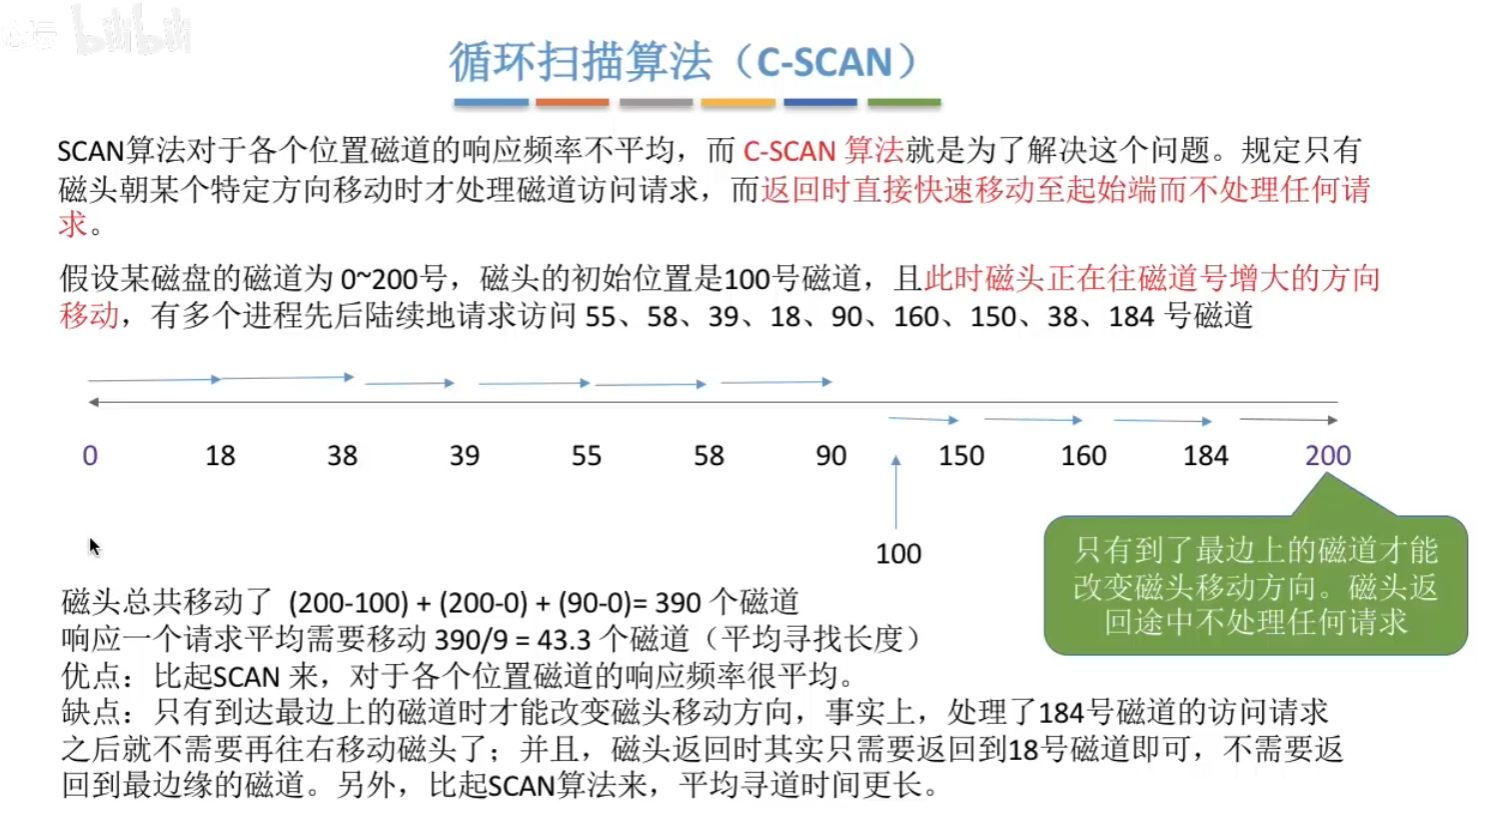 论坛 bilibili
循环扫描算法（C-SCAN）
SCAN算法对于各个位置磁道的响应频率不平均，而 C-SCAN 算法就是为了解决这个问题。规定只有
磁头朝某个特定方向移动时才处理磁道访问请求，而返回时直接快速移动至起始端而不处理任何请
求。
假设某磁盘的磁道为 0~200号，磁头的初始位置是100号磁道，且此时磁头正在往磁道号增大的方向
移动，有多个进程先后陆续地请求访问 55、58、39、18、90、160、150、38、184 号磁道
0 18 38 39 55 58 90 150 160 184 200
100
只有到了最边上的磁道才能
改变磁头移动方向。磁头返
回途中不处理任何请求
磁头总共移动了 (200-100) + (200-0) + (90-0)= 390 个磁道
响应一个请求平均需要移动 390/9 = 43.3 个磁道（平均寻找长度）
优点：比起SCAN 来，对于各个位置磁道的响应频率很平均。
缺点：只有到达最边上的磁道时才能改变磁头移动方向，事实上，处理了184号磁道的访问请求
之后就不需要再往右移动磁头了；并且，磁头返回时其实只需要返回到18号磁道即可，不需要返
回到最边缘的磁道。另外，比起SCAN算法来，平均寻道时间更长。